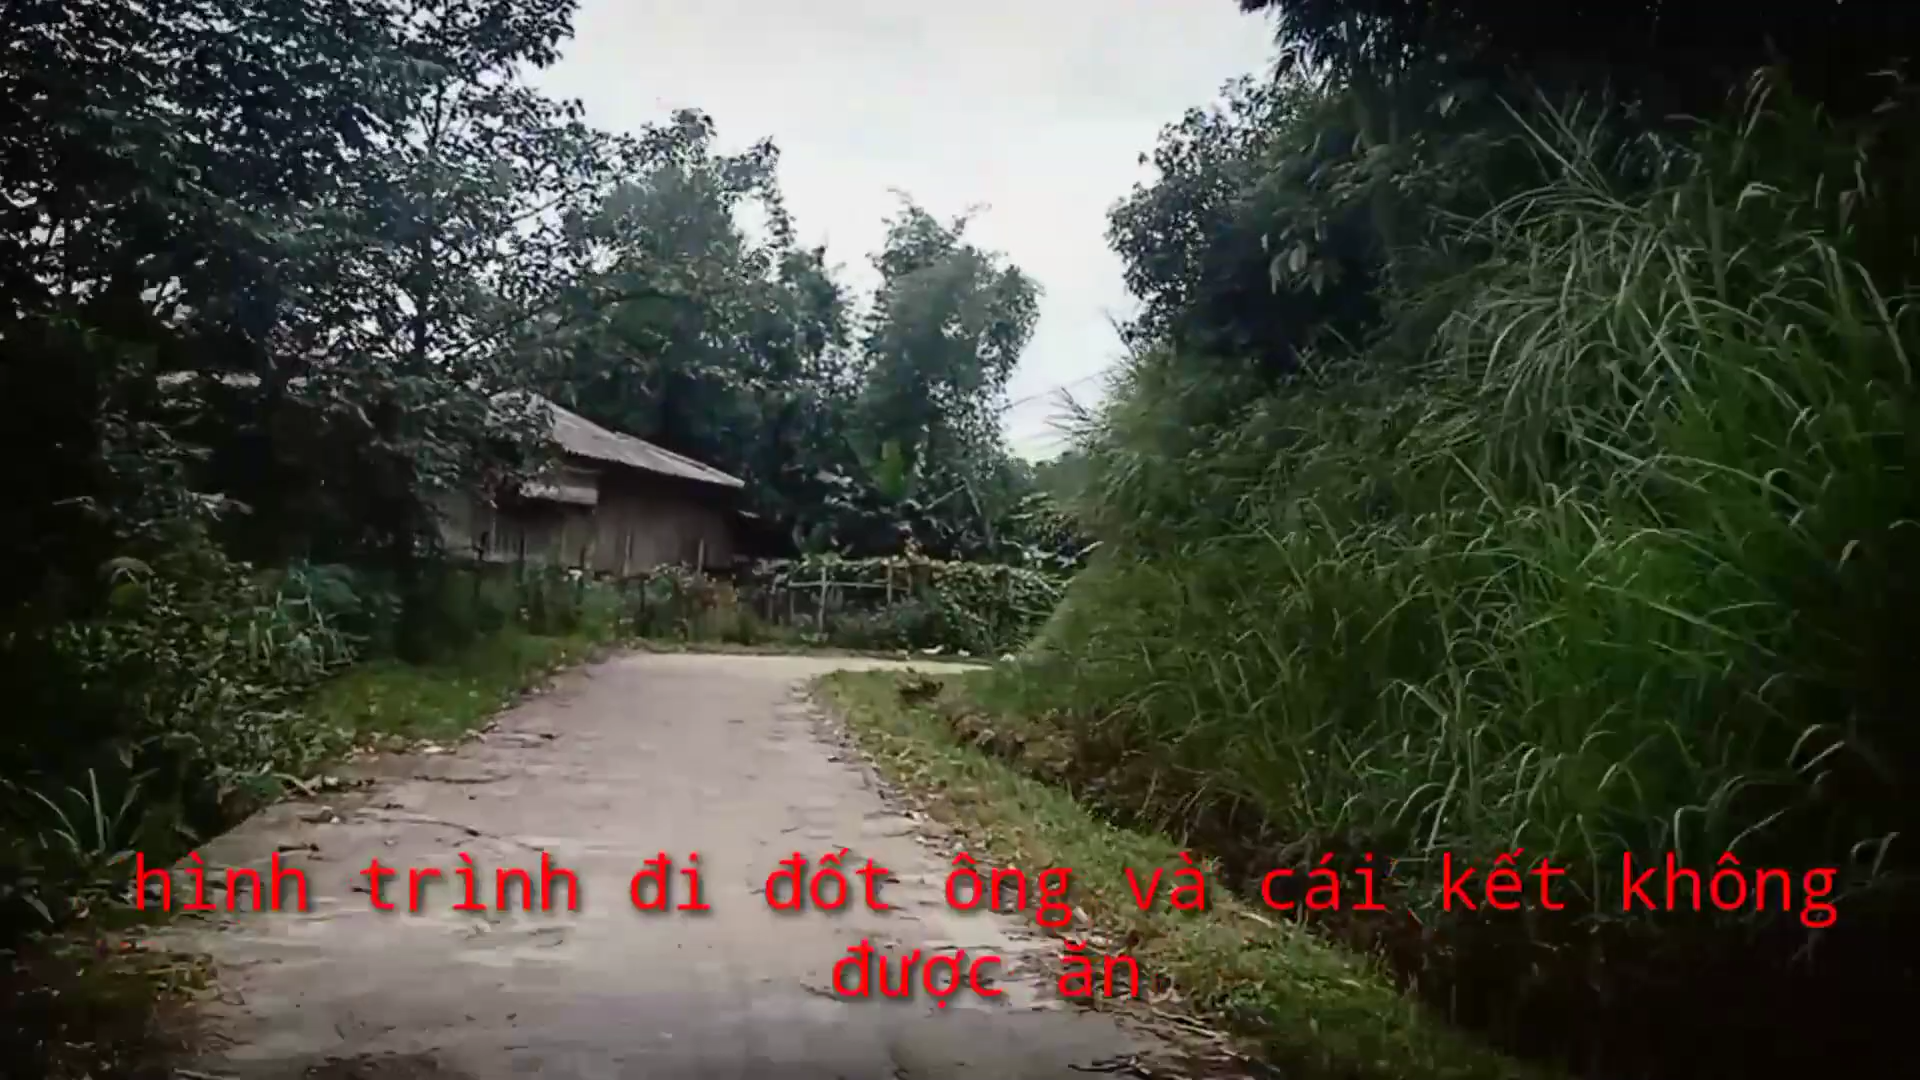 hình trình đi đốt ông và cái kết không
được ăn